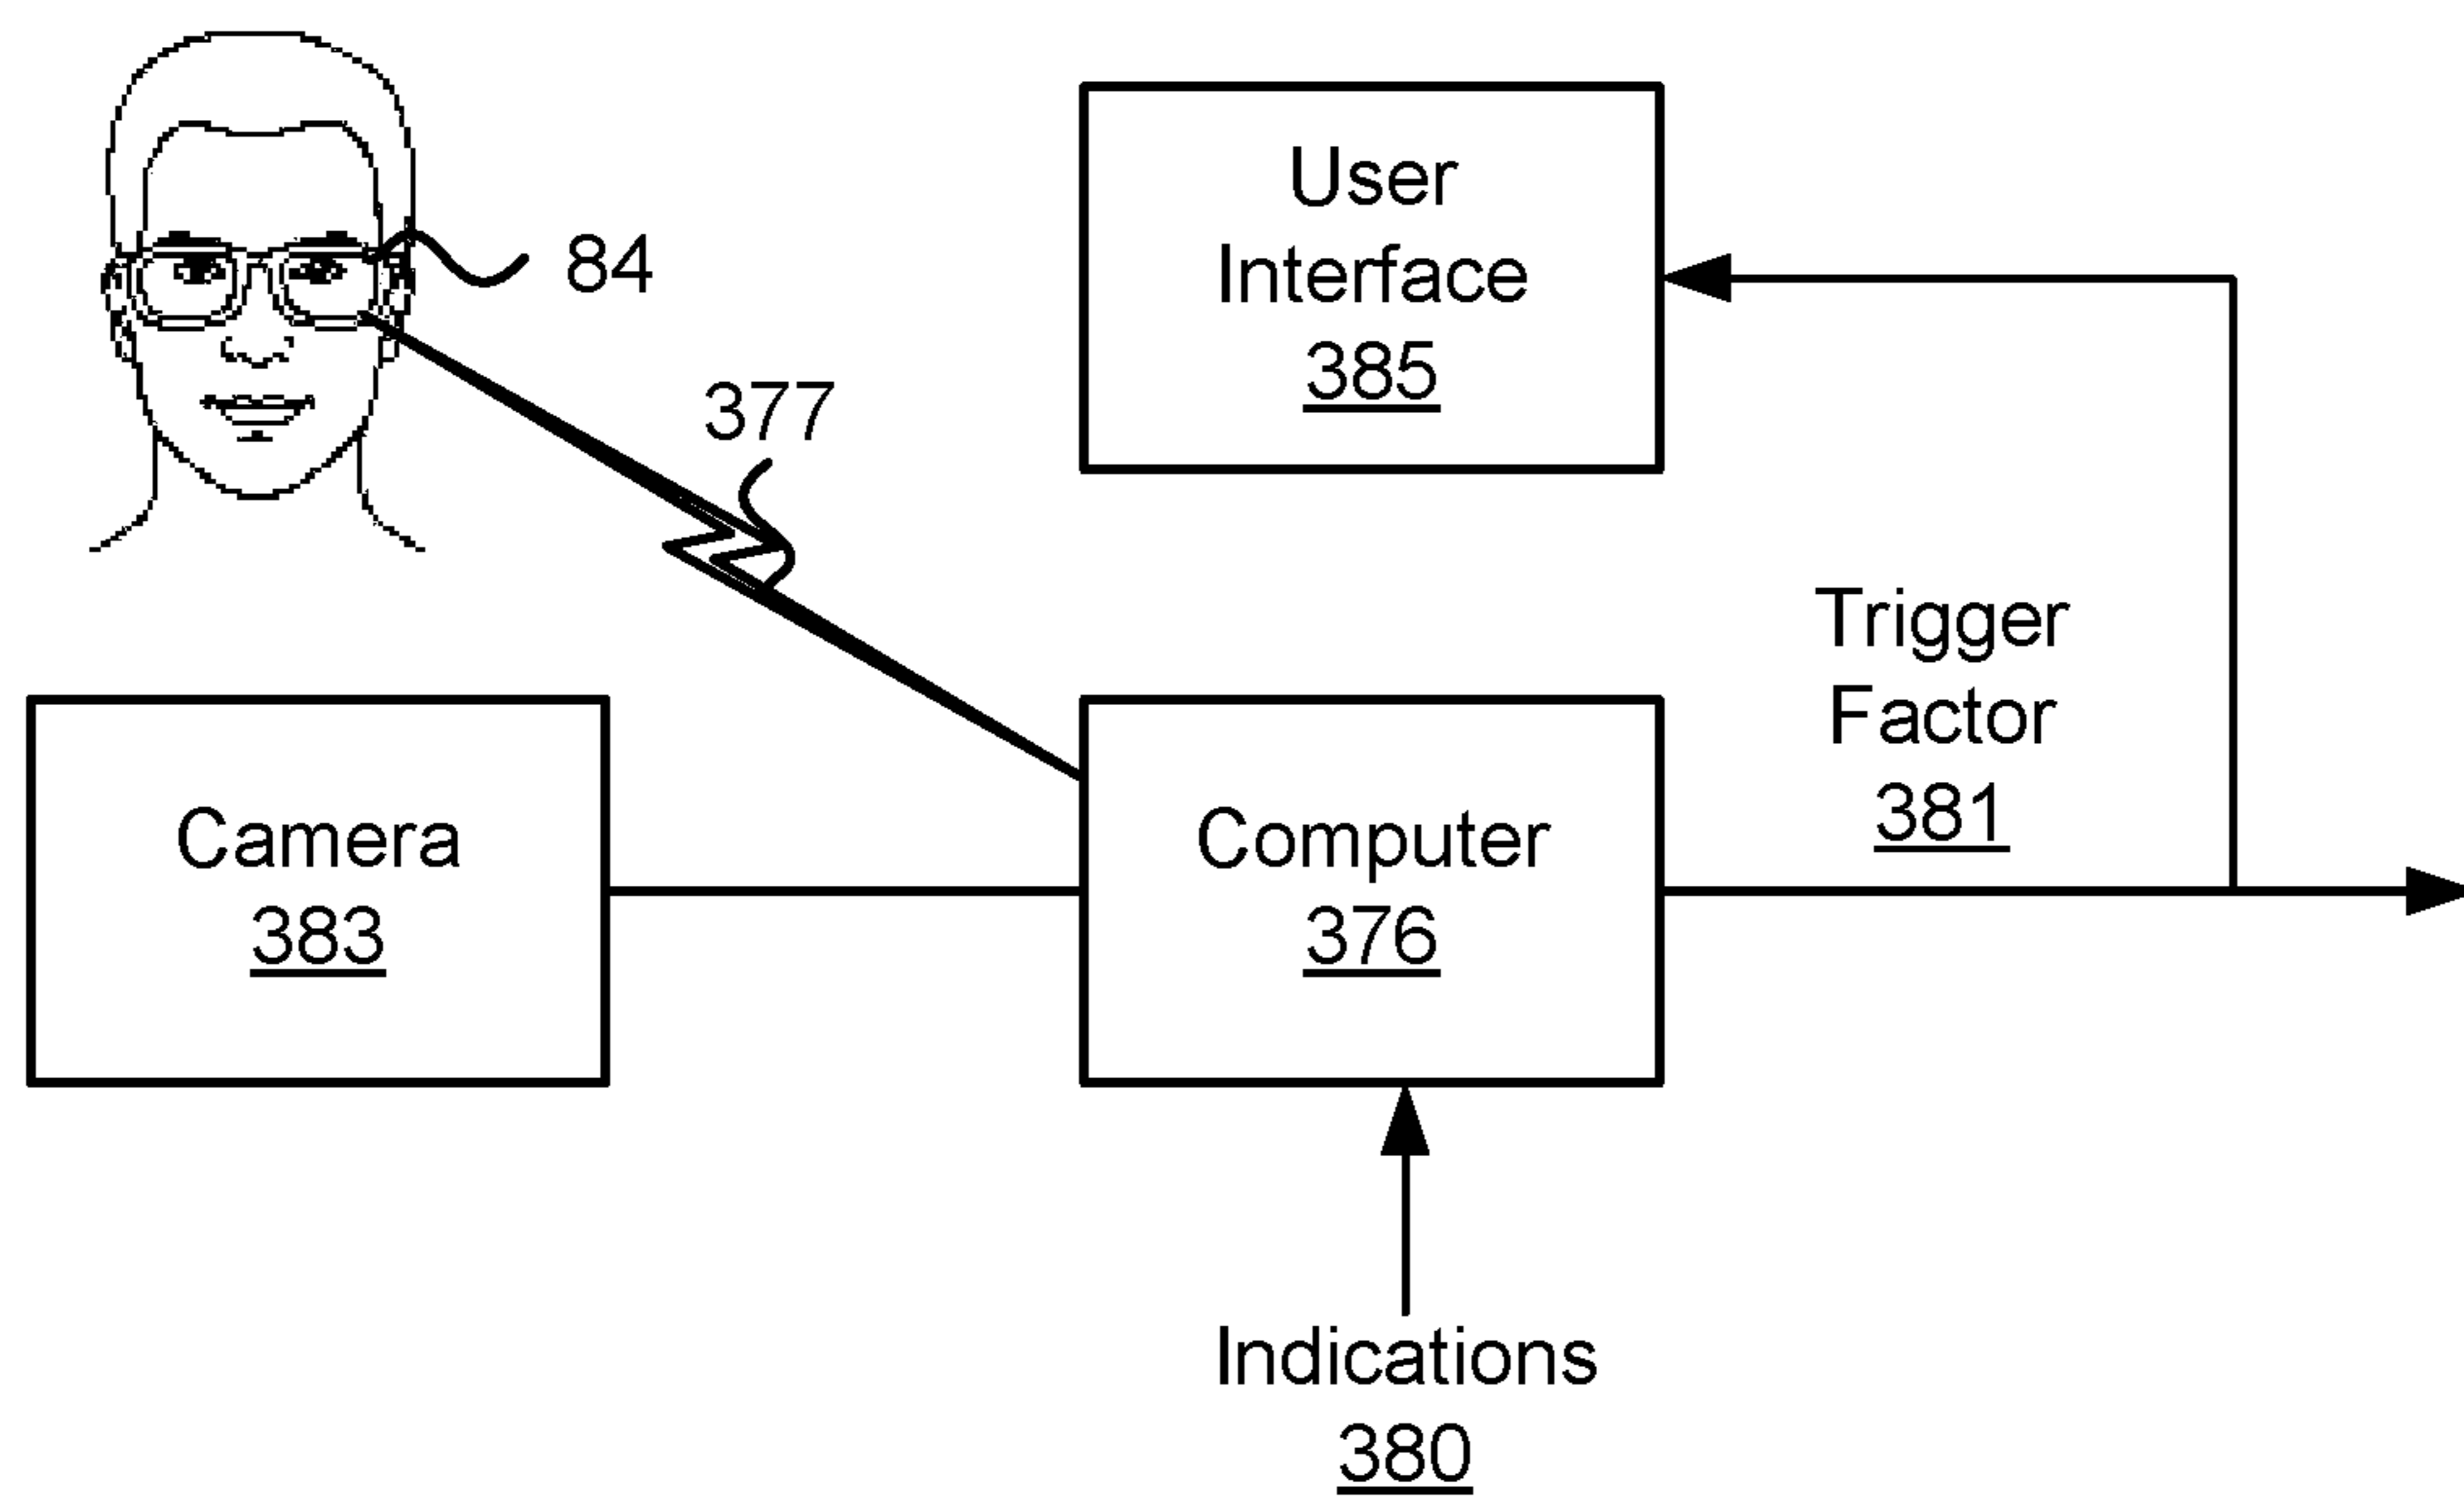 84
User
Interface
385
377
Trigger
Factor
381
Camera
383
Computer
376
Indications
380